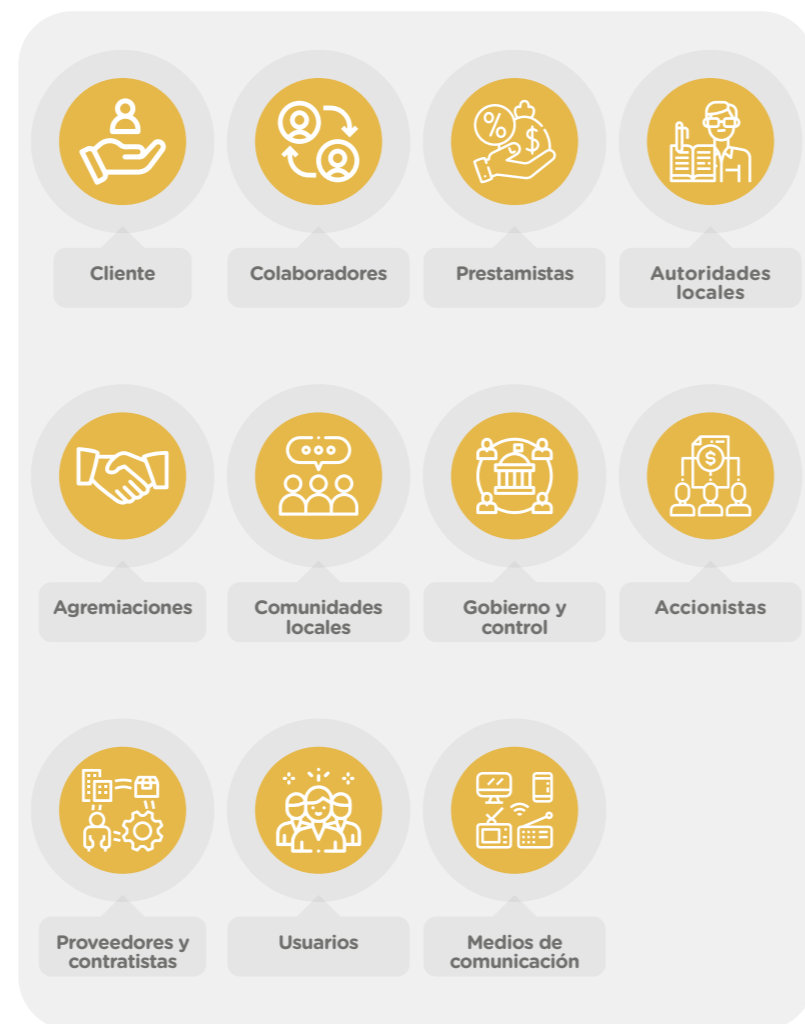 Cliente
Colaboradores
Prestamistas
Autoridades
locales
Agremiaciones
Comunidades
locales
Gobierno y
control
Accionistas
Proveedores y
contratistas
Usuarios
Medios de
comunicación